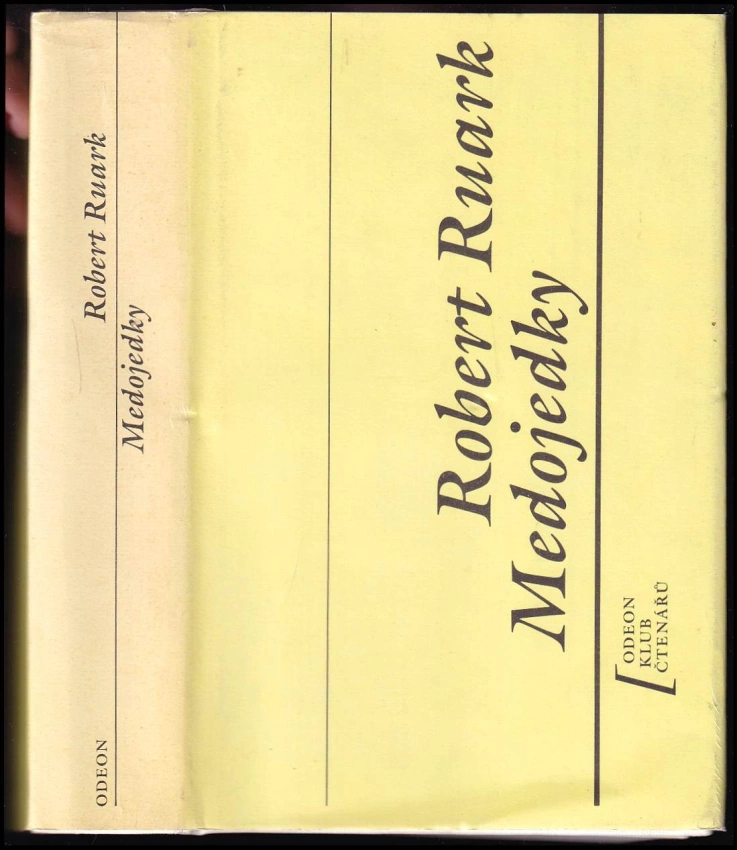 Robert Ruark
Medojedky
ODEON
Robert Ruark
Medojedky
ODEON
KLUB
ČTENÁŘŮ